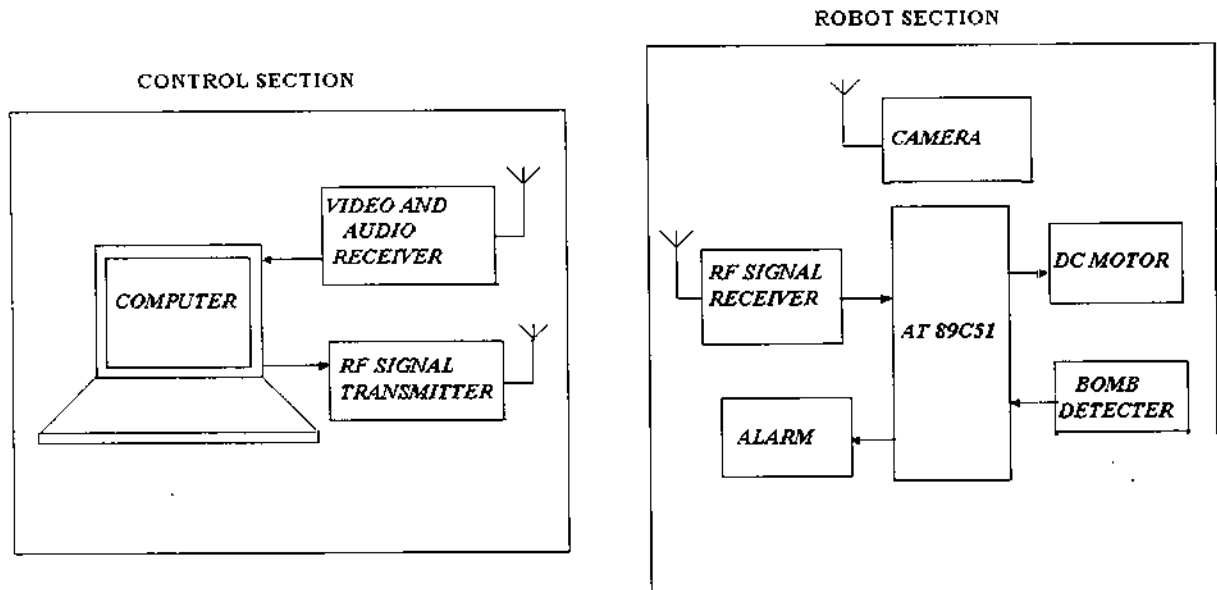 ROBOT SECTION
CONTROL SECTION
CAMERA
VIDEO AND
AUDIO
RECEIVER
COMPUTER
RF SIGNAL
TRANSMITTER
RF SIGNAL
RECEIVER
AT 89C51
DC MOTOR
BOMB
DETECTER
ALARM